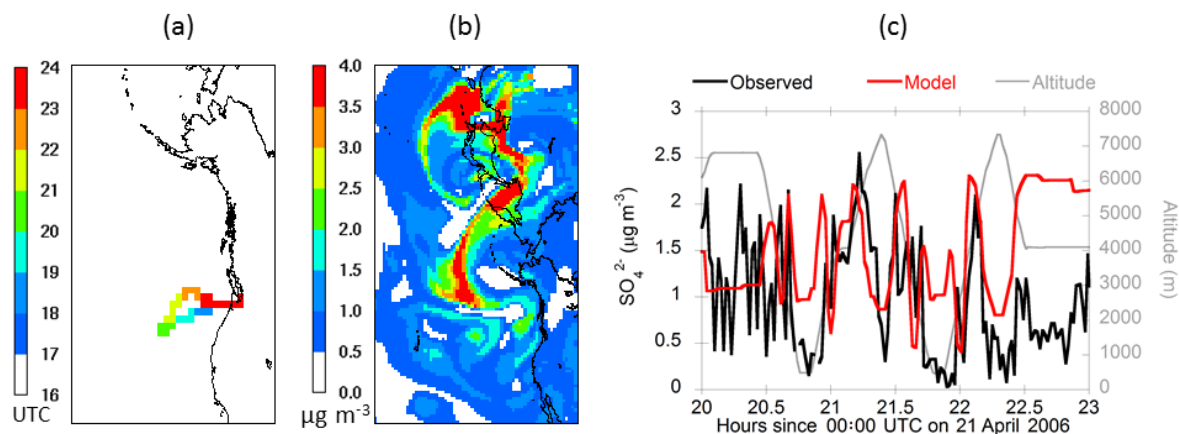 (a)
(b)
(c)
24
23
22
21
20
19
18
17
16
UTC
4.0
3.5
3.0
2.5
2.0
1.5
1.0
0.5
0.0
µg m-3
Observed
Model
Altitude
3
2.5
2
1.5
1
0.5
0
SO42- (µg m-3)
8000
7000
6000
5000
4000
3000
2000
1000
0
Altitude (m)
20 20.5 21 21.5 22 22.5 23
Hours since 00:00 UTC on 21 April 2006